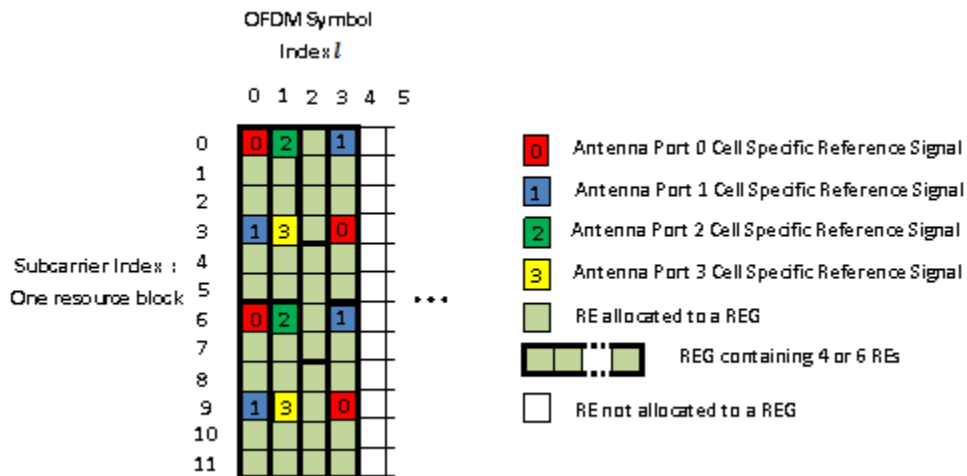 OFDM Symbol
Index l
0 1 2 3 4 5
0 0 2 1
1
2
3 1 3 0
4
Subcarrier Index :
5
One resource block
...
6 0 2 1
7
8
9 1 3 0
10
11
0 Antenna Port 0 Cell Specific Reference Signal
1 Antenna Port 1 Cell Specific Reference Signal
2 Antenna Port 2 Cell Specific Reference Signal
3 Antenna Port 3 Cell Specific Reference Signal
RE allocated to a REG
REG containing 4 or 6 REs
RE not allocated to a REG